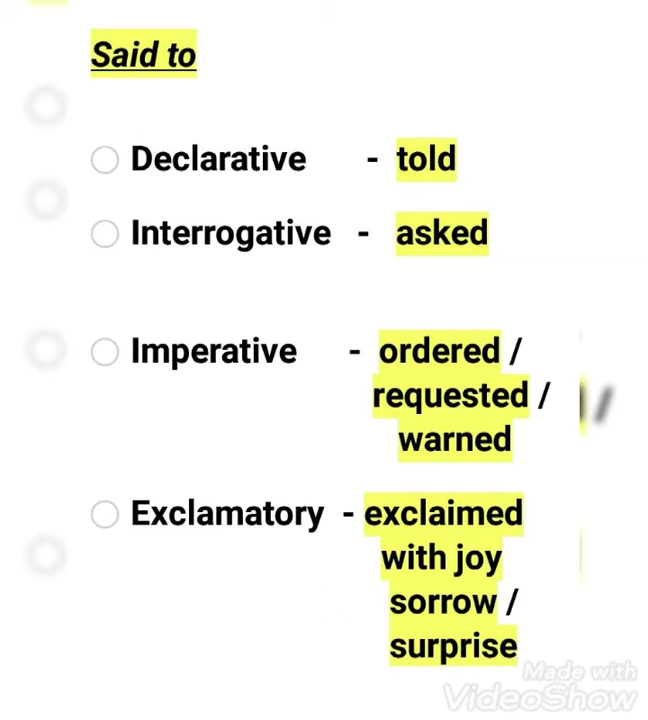 Said to
Declarative - told
Interrogative - asked
Imperative - ordered /
requested /
warned
Exclamatory - exclaimed
with joy
sorrow /
surprise
Made with
VideoShow